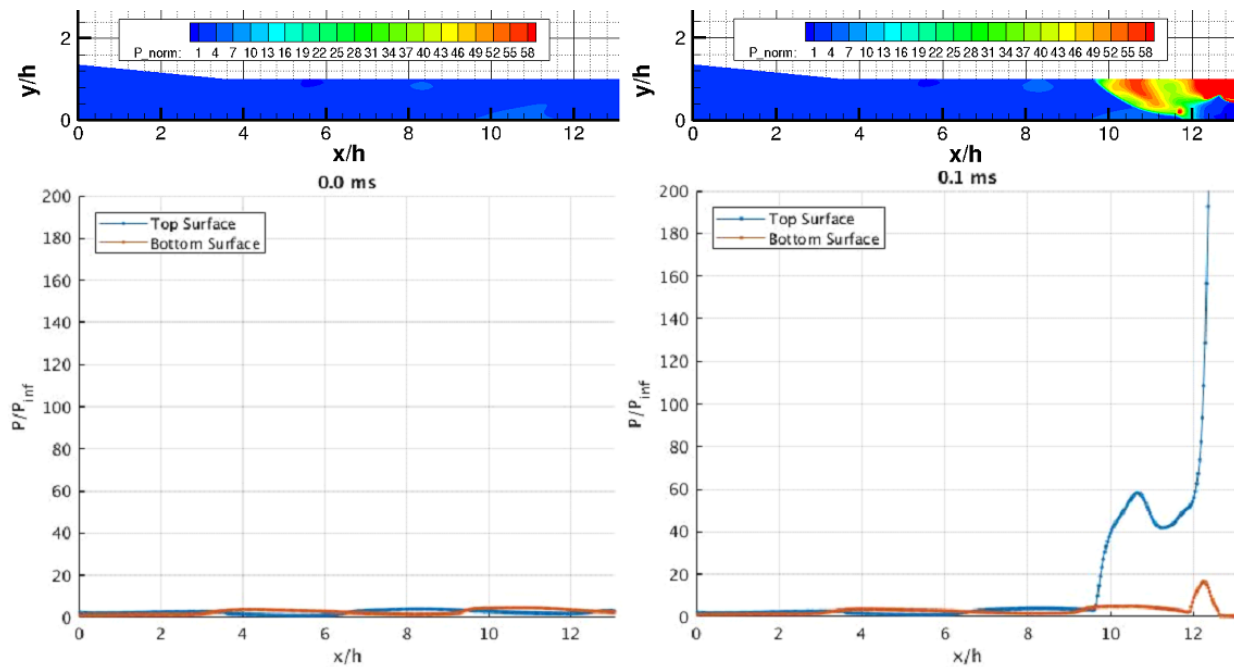 2
P_norm: 1 4 7 10 13 16 19 22 25 28 31 34 37 40 43 46 49 52 55 58
y/h
0
0 2 4 6 8 10 12
x/h
0.0 ms
200
Top Surface
Bottom Surface
180
160
140
120
P/P_inf
100
80
60
40
20
0
0 2 4 6 8 10 12
x/h
2
P_norm: 1 4 7 10 13 16 19 22 25 28 31 34 37 40 43 46 49 52 55 58
y/h
0
0 2 4 6 8 10 12
x/h
0.1 ms
200
Top Surface
Bottom Surface
180
160
140
120
P/P_inf
100
80
60
40
20
0
0 2 4 6 8 10 12
x/h